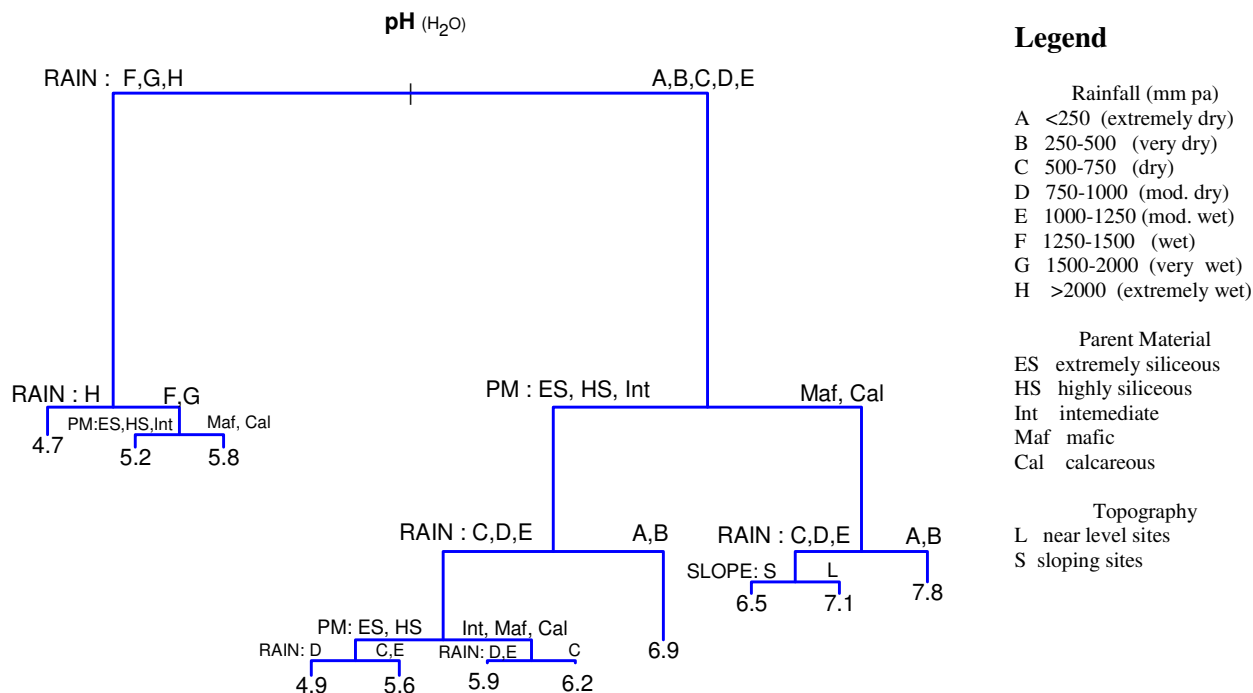 pH (H2O)
RAIN : F,G,H
A,B,C,D,E
RAIN : H
F,G
PM:ES,HS,Int
Maf, Cal
4.7
5.2
5.8
PM : ES, HS, Int
Maf, Cal
RAIN : C,D,E
A,B
RAIN : C,D,E
A,B
SLOPE: S
L
6.5
7.1
7.8
PM: ES, HS
Int, Maf, Cal
6.9
RAIN: D
C,E
RAIN: D,E
C
4.9
5.6
5.9
6.2
Legend
Rainfall (mm pa)
A <250 (extremely dry)
B 250-500 (very dry)
C 500-750 (dry)
D 750-1000 (mod. dry)
E 1000-1250 (mod. wet)
F 1250-1500 (wet)
G 1500-2000 (very wet)
H >2000 (extremely wet)
Parent Material
ES extremely siliceous
HS highly siliceous
Int intemediate
Maf mafic
Cal calcareous
Topography
L near level sites
S sloping sites